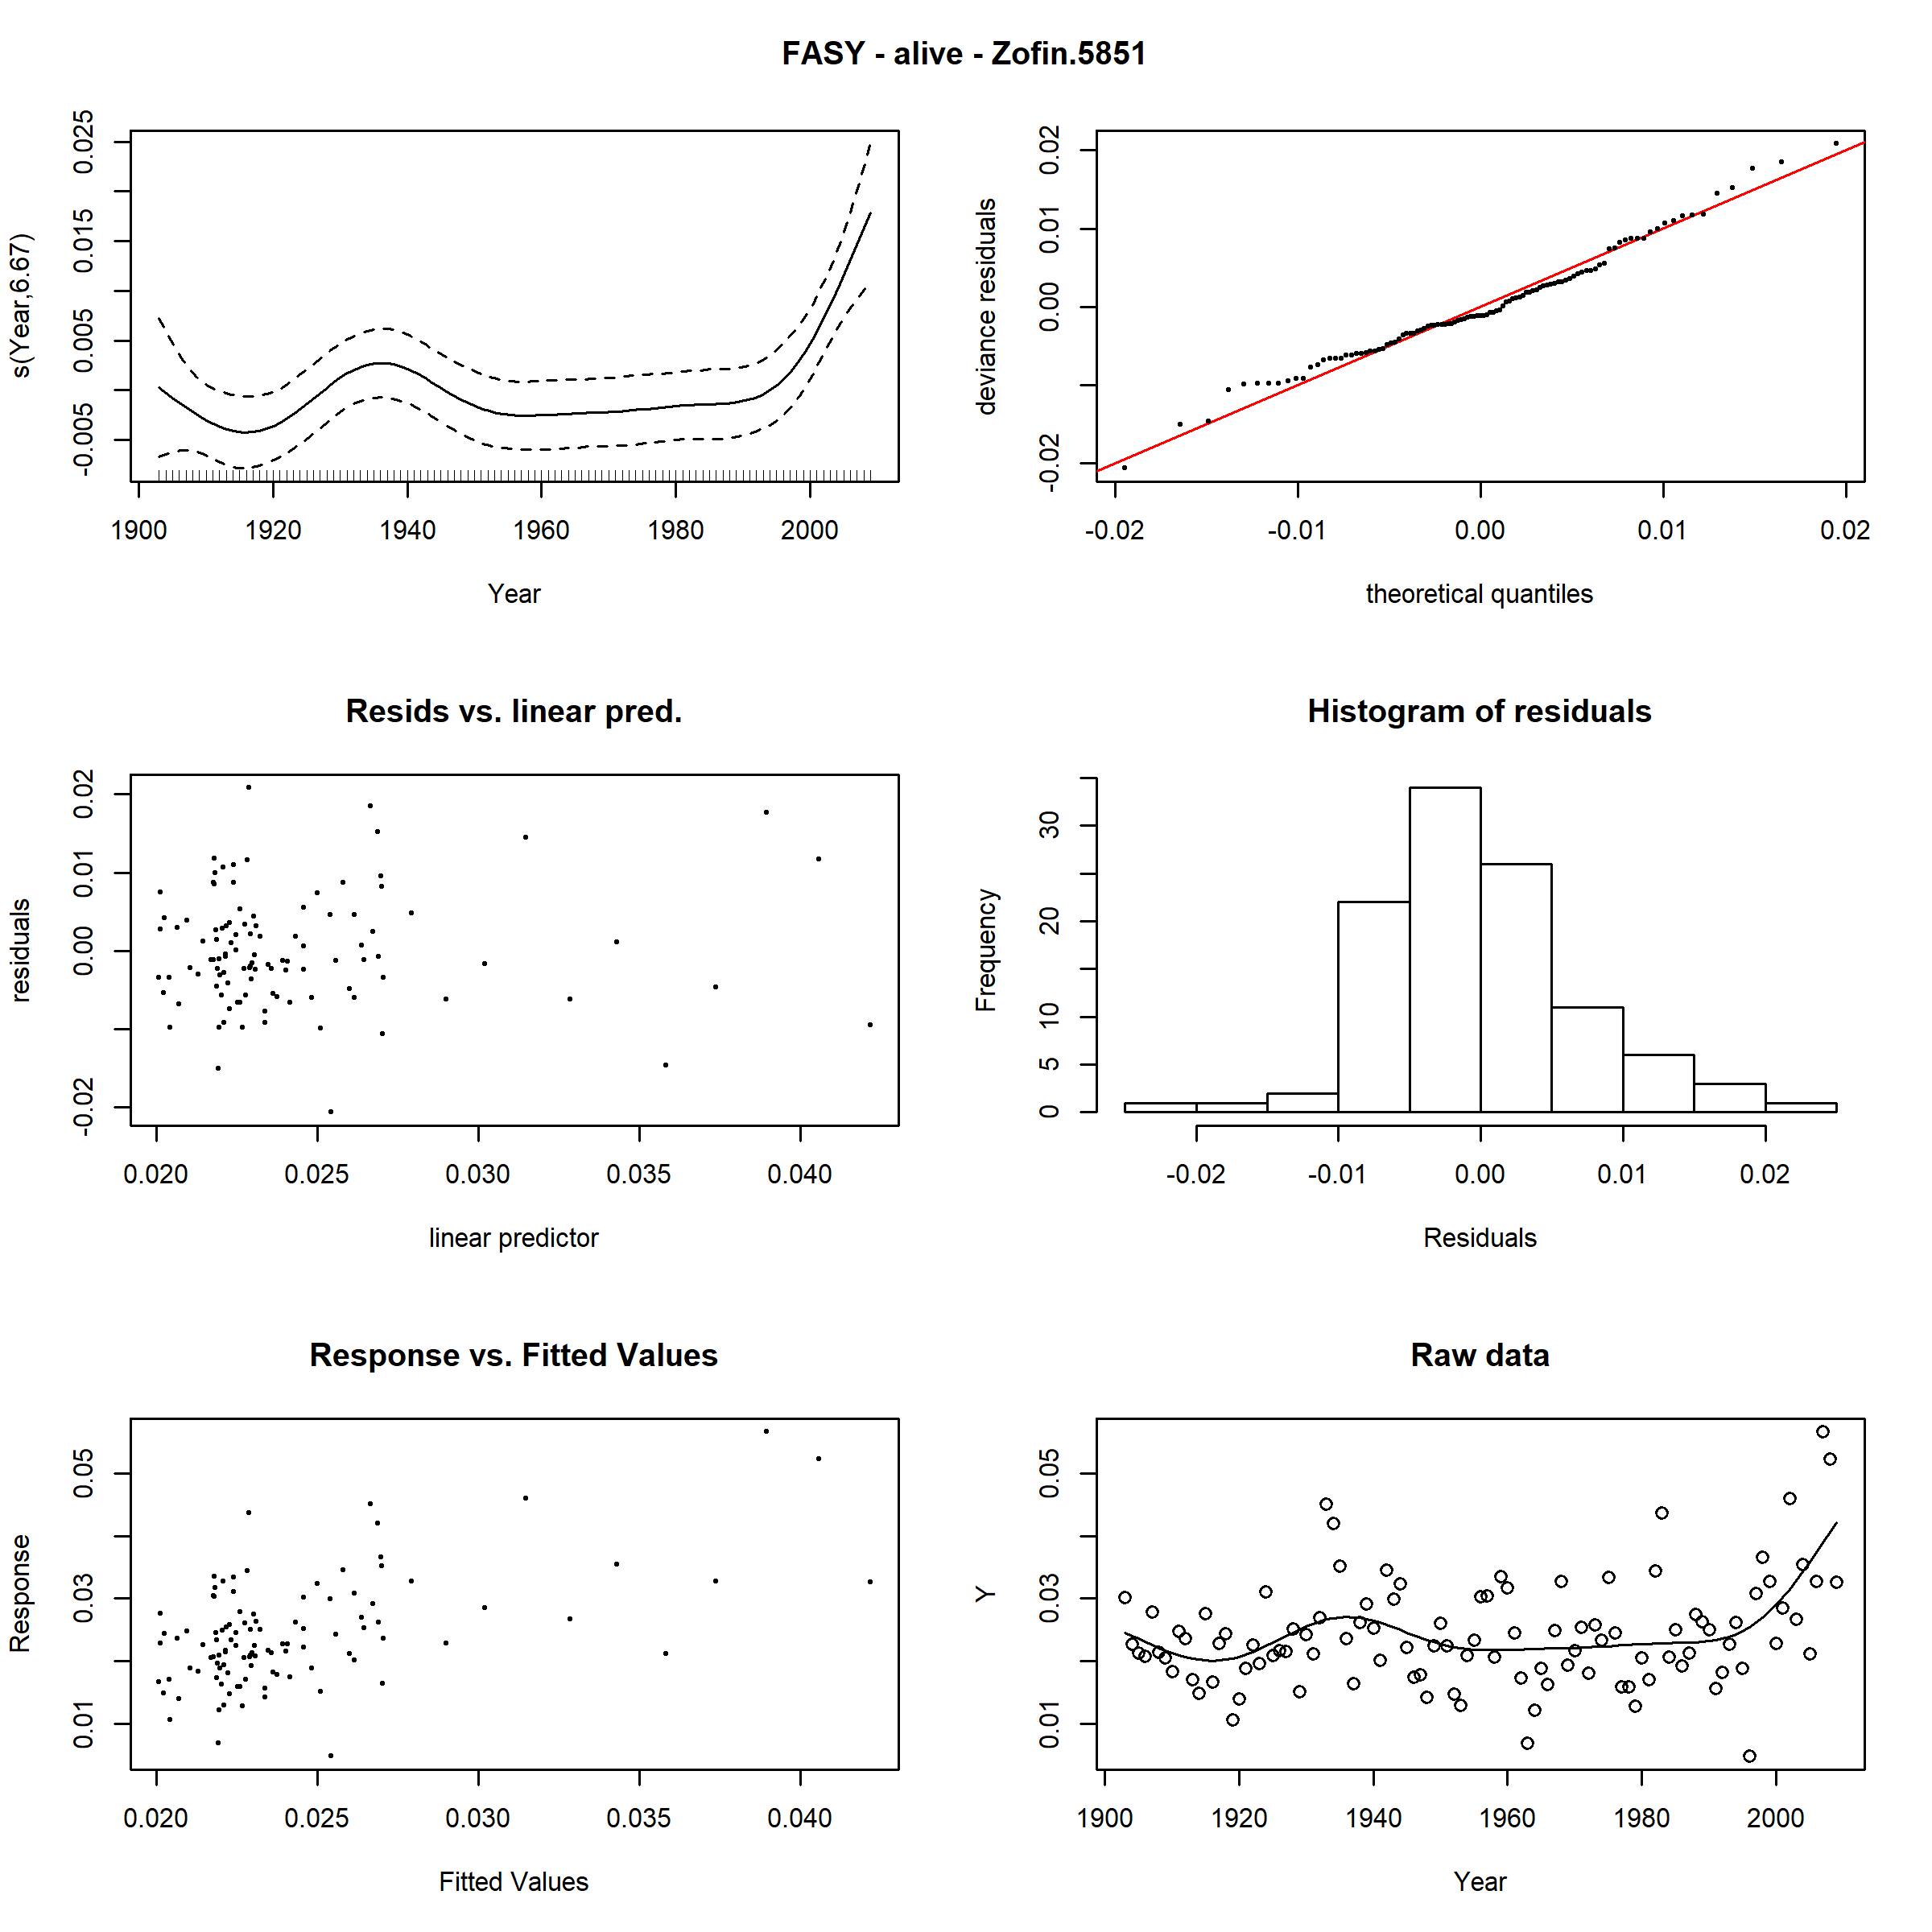 FASY - alive - Zofin.5851
s(Year,6.67)
-0.005 0.005 0.015 0.025
1900 1920 1940 1960 1980 2000
Year
deviance residuals
-0.02 0.00 0.01 0.02
-0.02 -0.01 0.00 0.01 0.02
theoretical quantiles
Resids vs. linear pred.
residuals
-0.02 0.00 0.01 0.02
0.020 0.025 0.030 0.035 0.040
linear predictor
Histogram of residuals
Frequency
0 5 10 20 30
-0.02 -0.01 0.00 0.01 0.02
Residuals
Response vs. Fitted Values
Response
0.01 0.03 0.05
0.020 0.025 0.030 0.035 0.040
Fitted Values
Raw data
Y
0.01 0.03 0.05
1900 1920 1940 1960 1980 2000
Year